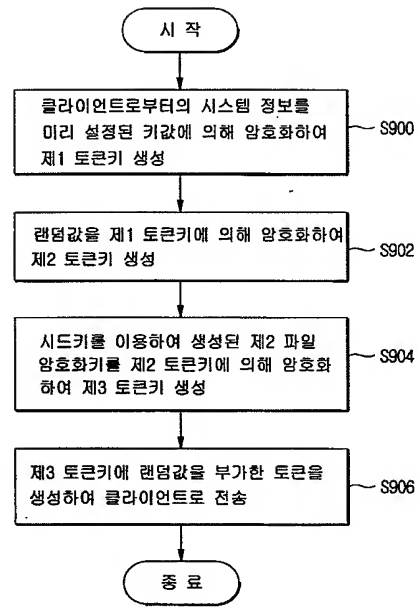 시 작
클라이언트로부터의 시스템 정보를
미리 설정된 키값에 의해 암호화하여
제1 토큰키 생성
S900
랜덤값을 제1 토큰키에 의해 암호화하여
제2 토큰키 생성
S902
시드키를 이용하여 생성된 제2 파일
암호화키를 제2 토큰키에 의해 암호화
하여 제3 토큰키 생성
S904
제3 토큰키에 랜덤값을 부가한 토큰을
생성하여 클라이언트로 전송
S906
종 료